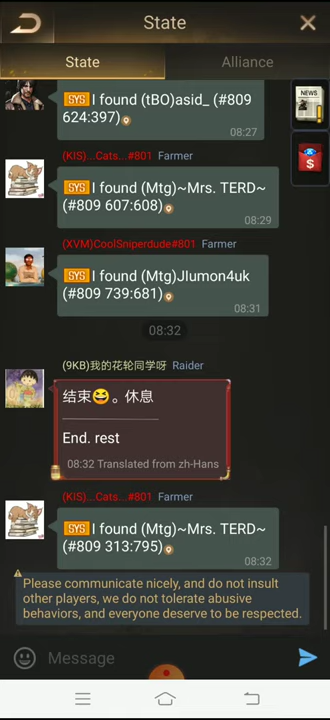 State
State
Alliance
NEWS
SYS I found (tBO)asid_ (#809
624:397)
08:27
(KIS)...Cats...#801 Farmer
SYS I found (Mtg)~Mrs. TERD~
(#809 607:608)
08:29
(XVM)CoolSniperdude#801 Farmer
SYS I found (Mtg)JIumon4uk
(#809 739:681)
08:31
08:32
(9KB)我的花轮同学呀 Raider
结束😆。休息
End. rest
08:32 Translated from zh-Hans
(KIS)...Cats...#801 Farmer
SYS I found (Mtg)~Mrs. TERD~
(#809 313:795)
08:32
Please communicate nicely, and do not insult
other players, we do not tolerate abusive
behaviors, and everyone deserve to be respected.
Message